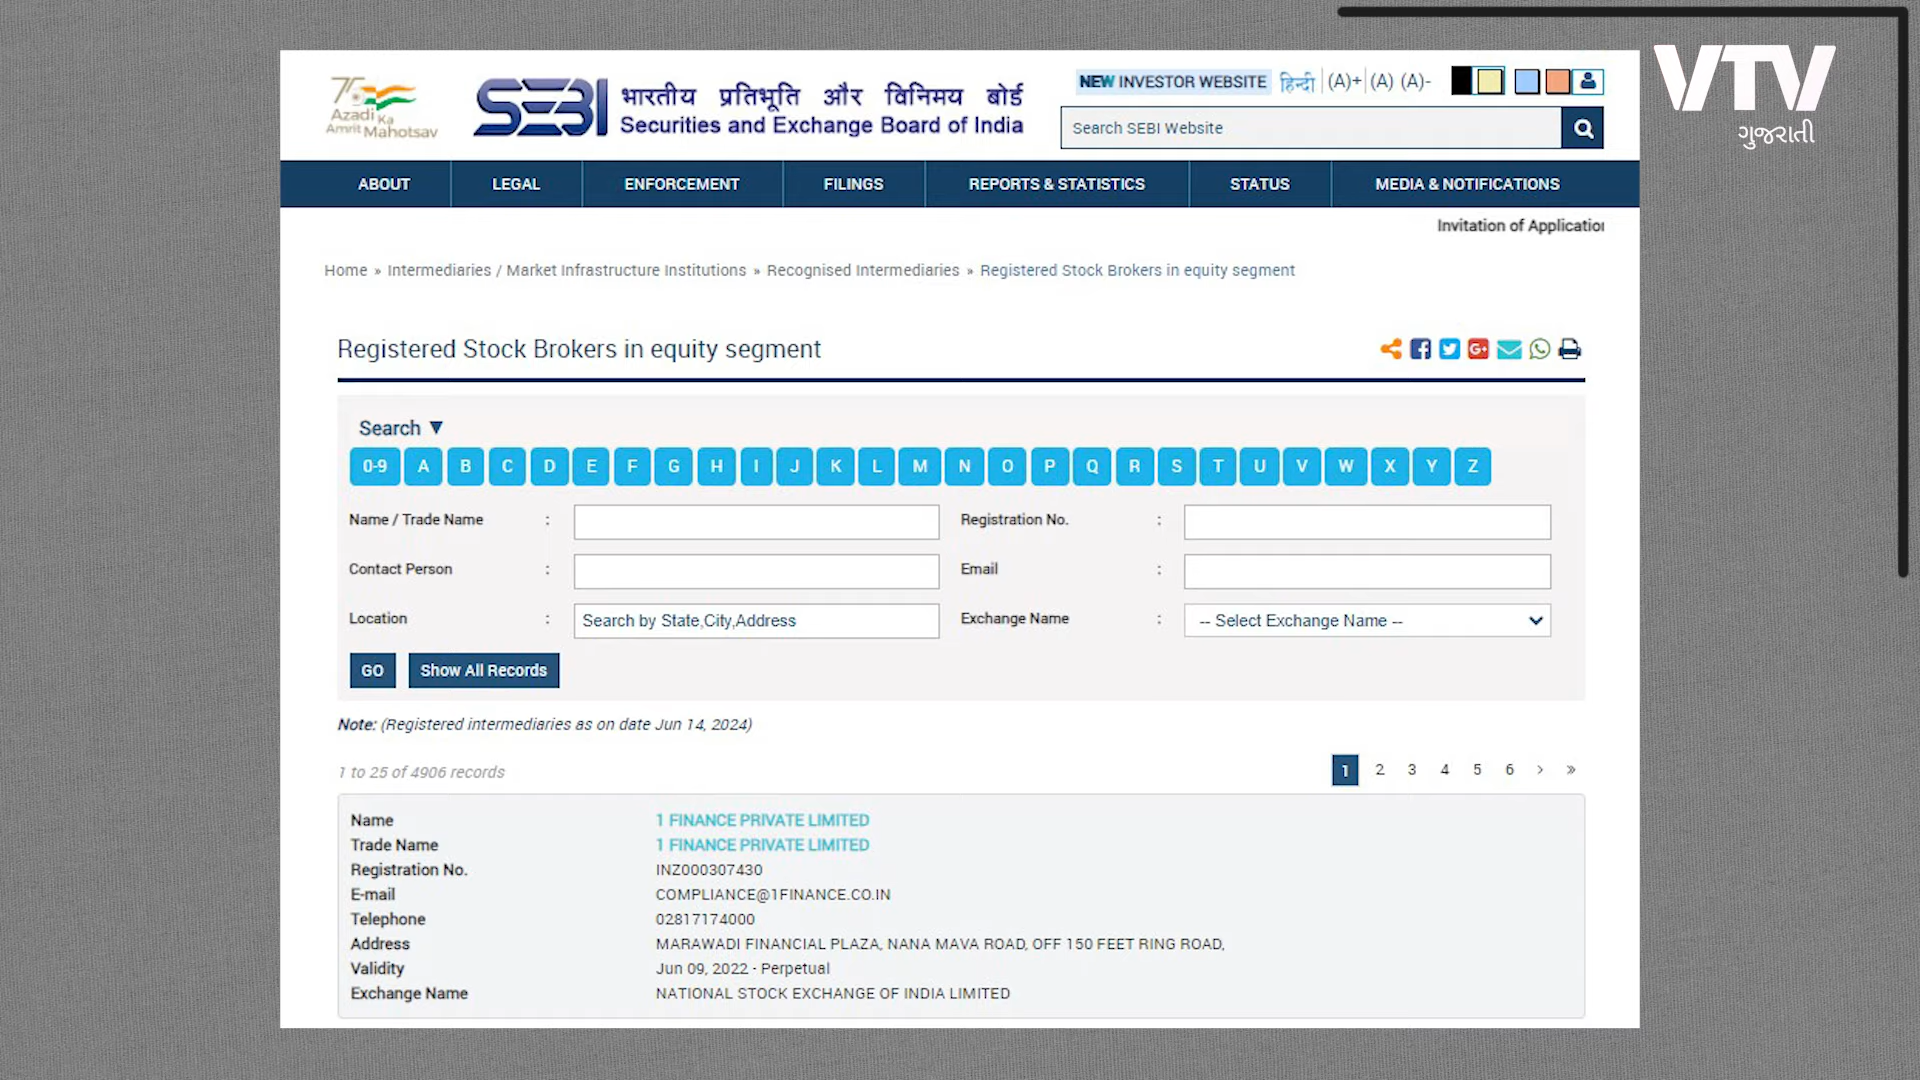 VTV
ગુજરાતી
75
Azadi Ka
Amrit Mahotsav
SEBI
भारतीय प्रतिभूति और विनिमय बोर्ड
Securities and Exchange Board of India
NEW INVESTOR WEBSITE हिन्दी (A)+ (A) (A)-
Search SEBI Website
ABOUT LEGAL ENFORCEMENT FILINGS REPORTS & STATISTICS STATUS MEDIA & NOTIFICATIONS
Invitation of Application
Home » Intermediaries / Market Infrastructure Institutions » Recognised Intermediaries » Registered Stock Brokers in equity segment
Registered Stock Brokers in equity segment
Search ▼
0-9 A B C D E F G H I J K L M N O P Q R S T U V W X Y Z
Name / Trade Name : Registration No. :
Contact Person : Email :
Location : Search by State,City,Address Exchange Name : -- Select Exchange Name --
GO Show All Records
Note: (Registered intermediaries as on date Jun 14, 2024)
1 to 25 of 4906 records 1 2 3 4 5 6 > »
Name 1 FINANCE PRIVATE LIMITED
Trade Name 1 FINANCE PRIVATE LIMITED
Registration No. INZ000307430
E-mail COMPLIANCE@1FINANCE.CO.IN
Telephone 02817174000
Address MARAWADI FINANCIAL PLAZA, NANA MAVA ROAD, OFF 150 FEET RING ROAD,
Validity Jun 09, 2022 - Perpetual
Exchange Name NATIONAL STOCK EXCHANGE OF INDIA LIMITED